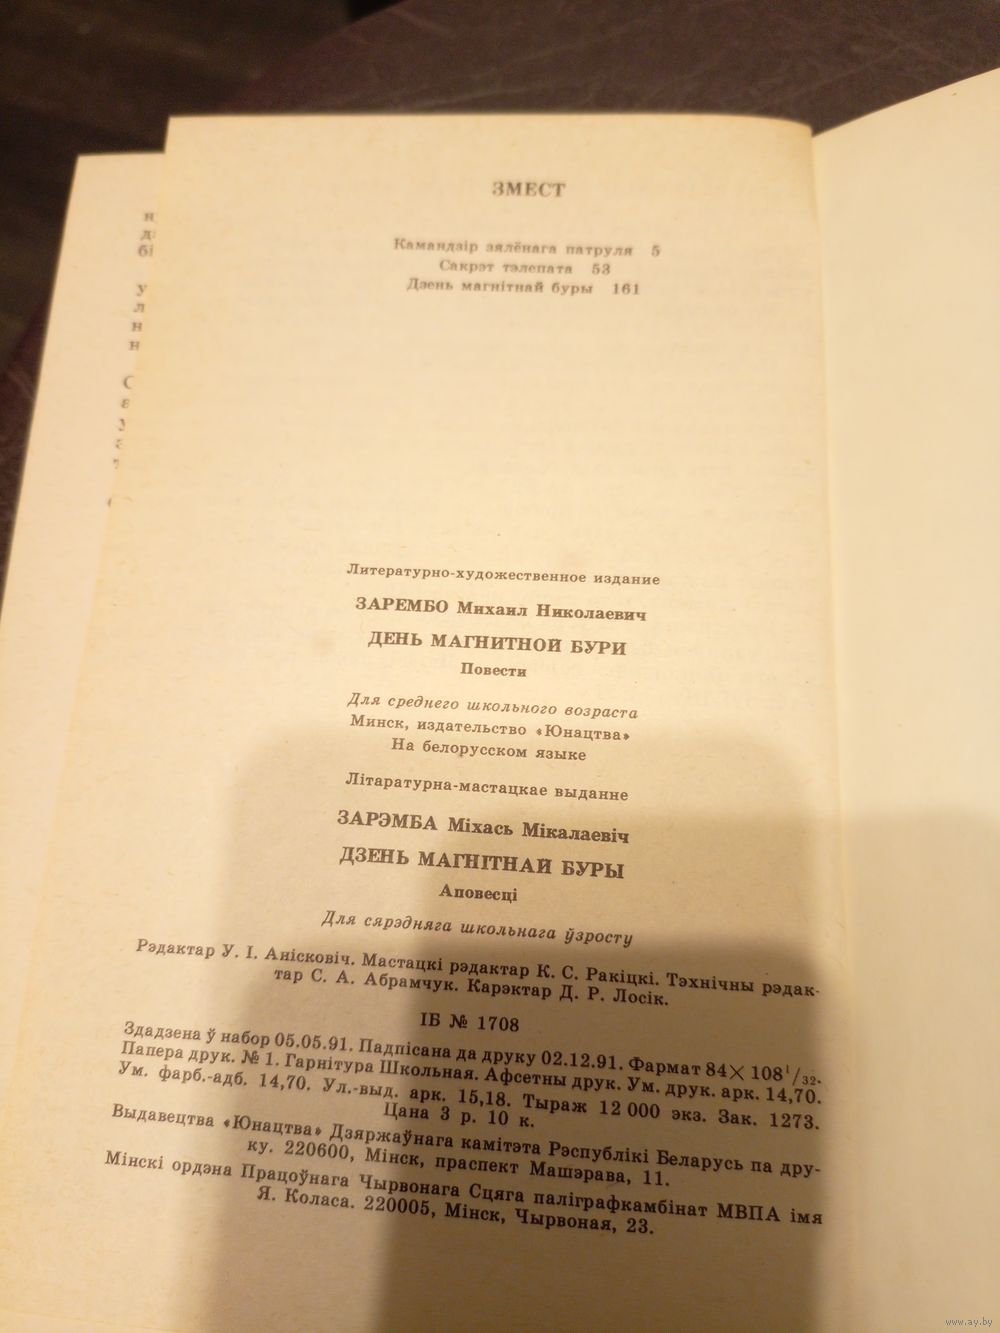 ЗМЕСТ
Камандзір зялёнага патруля 5
Сакрэт тэлепата 53
Дзень магнітнай буры 161
Литературно-художественное издание
ЗАРЕМБО Михаил Николаевич
ДЕНЬ МАГНИТНОЙ БУРИ
Повести
Для среднего школьного возраста
Минск, издательство «Юнацтва»
На белорусском языке
Літаратурна-мастацкае выданне
ЗАРЭМБА Міхась Мікалаевіч
ДЗЕНЬ МАГНІТНАЙ БУРЫ
Аповесці
Для сярэдняга школьнага ўзросту
Рэдактар У. І. Анісковіч. Мастацкі рэдактар К. С. Ракіцкі. Тэхнічны рэдак-
тар С. А. Абрамчук. Карэктар Д. Р. Лосік.
ІБ № 1708
Здадзена ў набор 05.05.91. Падпісана да друку 02.12.91. Фармат 84×108¹/₃₂.
Папера друк. № 1. Гарнітура Школьная. Афсетны друк. Ум. друк. арк. 14,70.
Ум. фарб.-адб. 14,70. Ул.-выд. арк. 15,18. Тыраж 12 000 экз. Зак. 1273.
Цана 3 р. 10 к.
Выдавецтва «Юнацтва» Дзяржаўнага камітэта Рэспублікі Беларусь па дру-
ку. 220600, Мінск, праспект Машэрава, 11.
Мінскі ордэна Працоўнага Чырвонага Сцяга паліграфкамбінат МВПА імя
Я. Коласа. 220005, Мінск, Чырвоная, 23.
www.ay.by